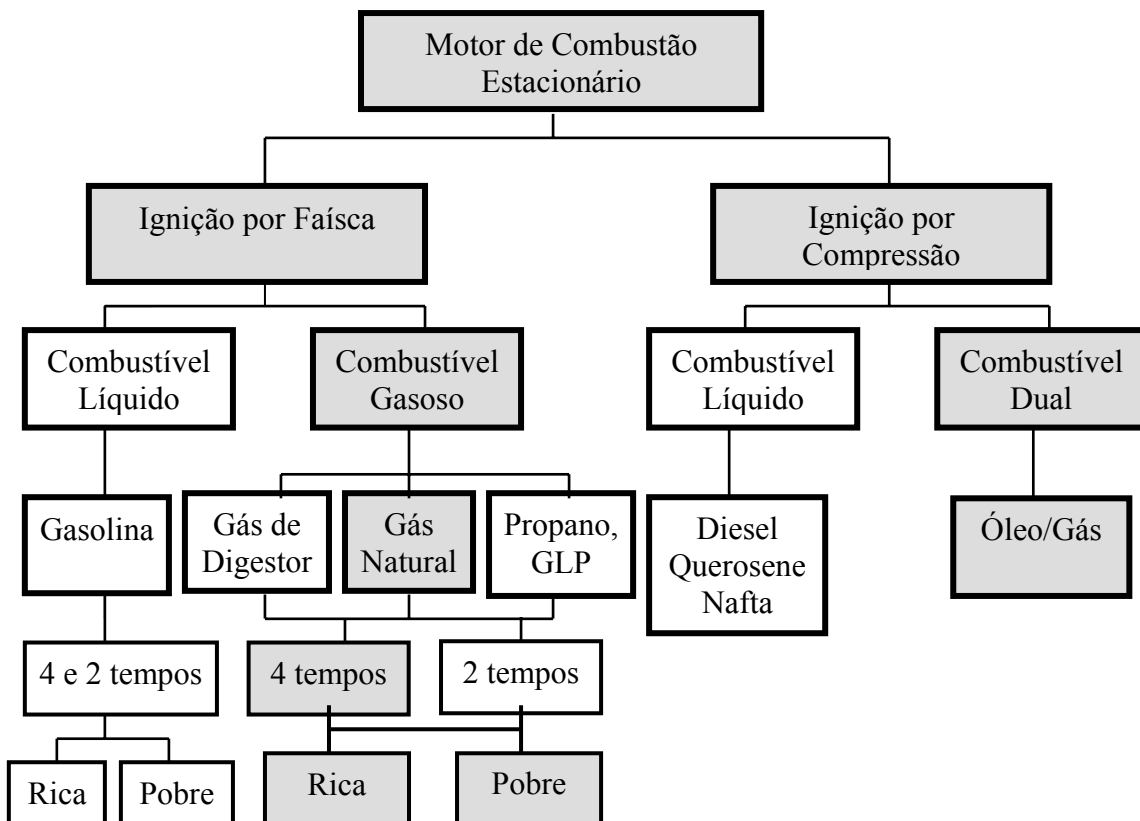 Motor de Combustão
Estacionário
Ignição por Faísca
Ignição por
Compressão
Combustível
Líquido
Combustível
Gasoso
Combustível
Líquido
Combustível
Dual
Gasolina
Gás de
Digestor
Gás
Natural
Propano,
GLP
Diesel
Querosene
Nafta
Óleo/Gás
4 e 2 tempos
4 tempos
2 tempos
Rica
Pobre
Rica
Pobre